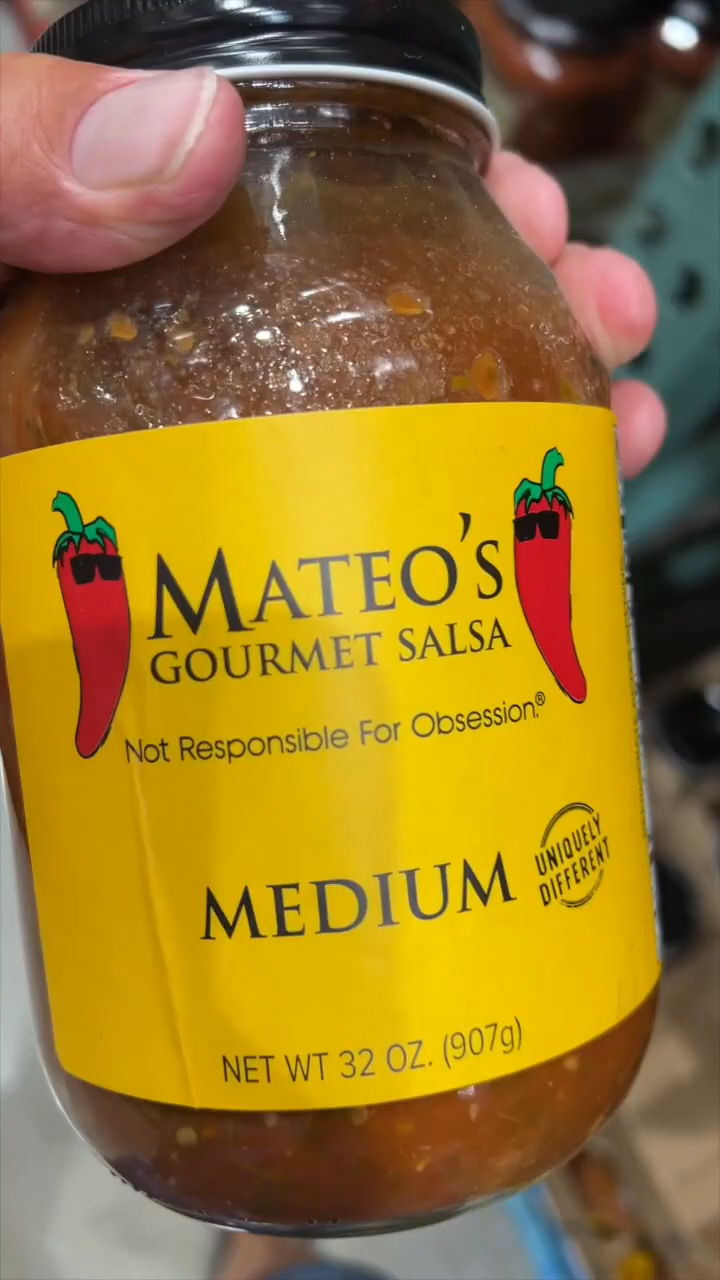 MATEO'S
GOURMET SALSA
Not Responsible For Obsession.®
MEDIUM
UNIQUELY
DIFFERENT
NET WT 32 OZ. (907g)